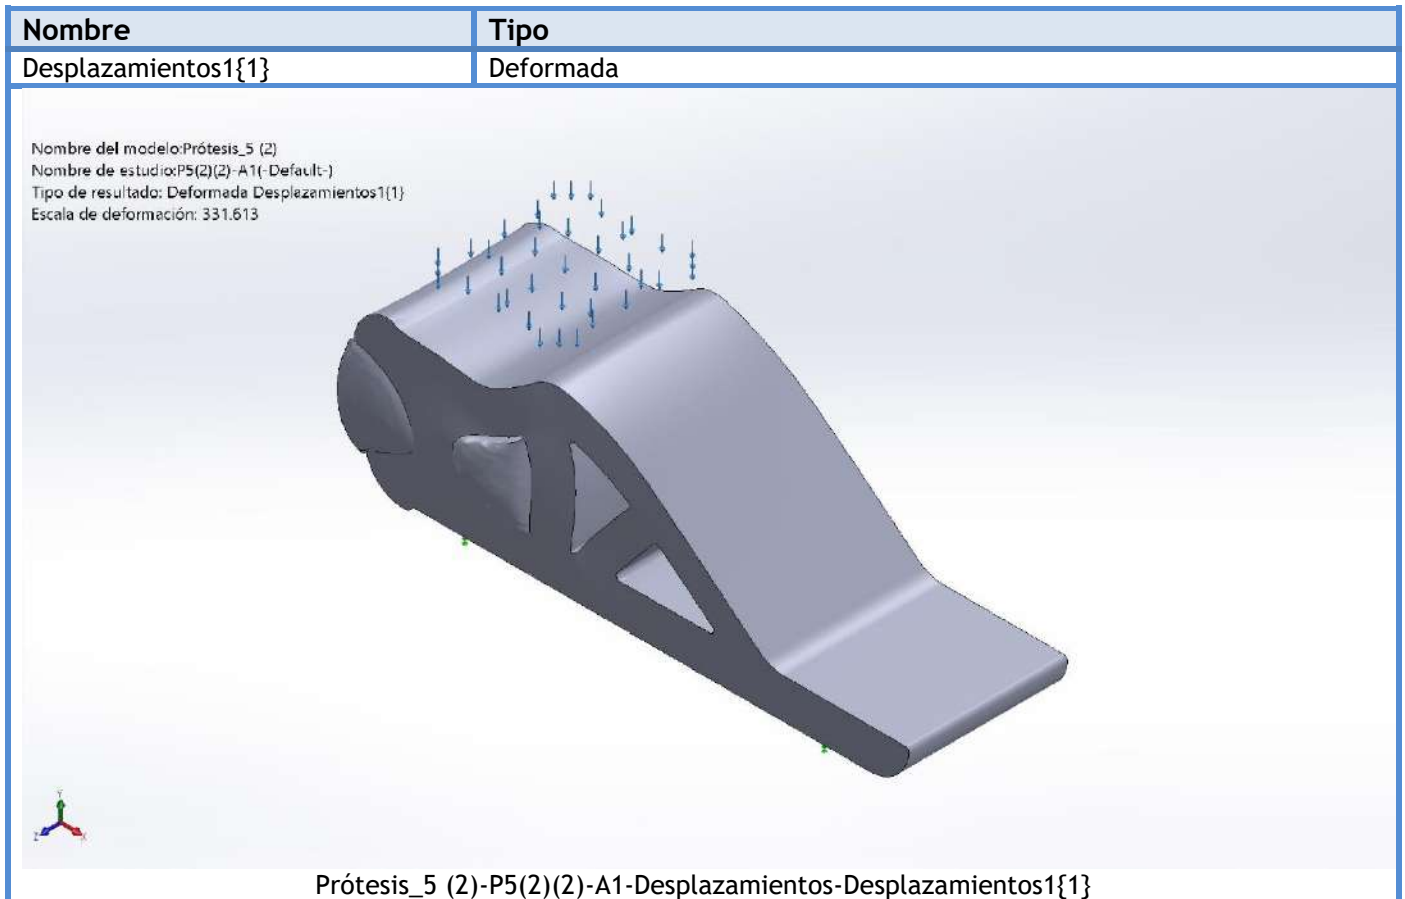 Nombre Tipo
Desplazamientos1{1} Deformada
Nombre del modelo:Prótesis_5 (2)
Nombre de estudio:P5(2)(2)-A1(-Default-)
Tipo de resultado: Deformada Desplazamientos1{1}
Escala de deformación: 331.613
Y
Z X
Prótesis_5 (2)-P5(2)(2)-A1-Desplazamientos-Desplazamientos1{1}